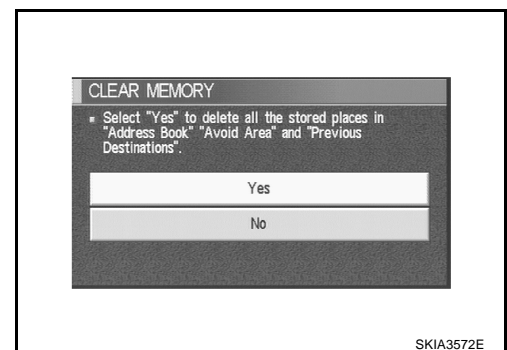 CLEAR MEMORY
▪ Select "Yes" to delete all the stored places in
"Address Book" "Avoid Area" and "Previous
Destinations".
Yes
No
SKIA3572E